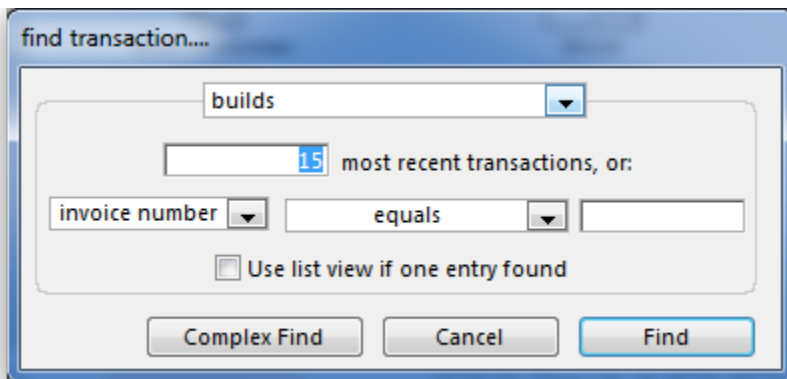 find transaction....
builds
15 most recent transactions, or:
invoice number equals
Use list view if one entry found
Complex Find Cancel Find